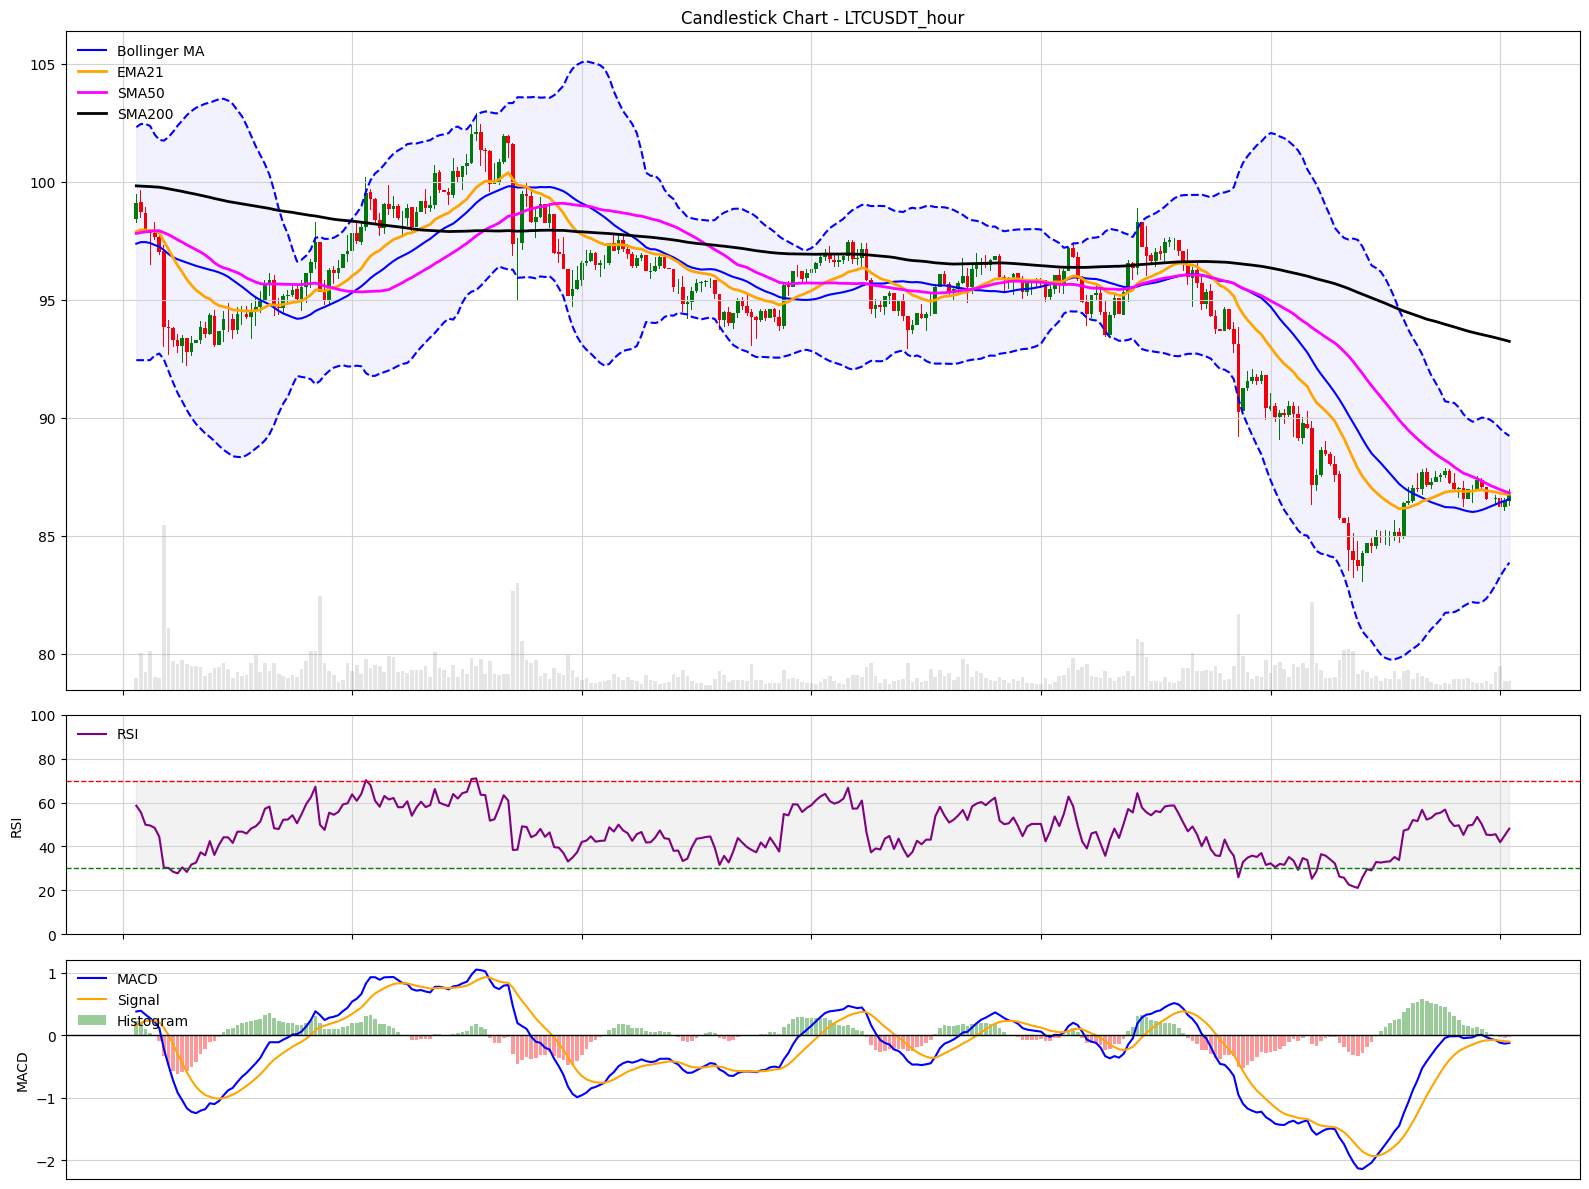 Candlestick Chart - LTCUSDT_hour
Bollinger MA
EMA21
SMA50
SMA200
105
100
95
90
85
80
RSI
100
80
60
40
20
0
RSI
MACD
Signal
Histogram
1
0
−1
−2
MACD